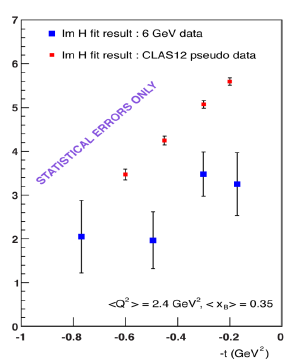 7
Im H fit result : 6 GeV data
Im H fit result : CLAS12 pseudo data
6
STATISTICAL ERRORS ONLY
5
4
3
2
1
<Q²> = 2.4 GeV², < x_B> = 0.35
0
-1 -0.8 -0.6 -0.4 -0.2 0
-t (GeV²)